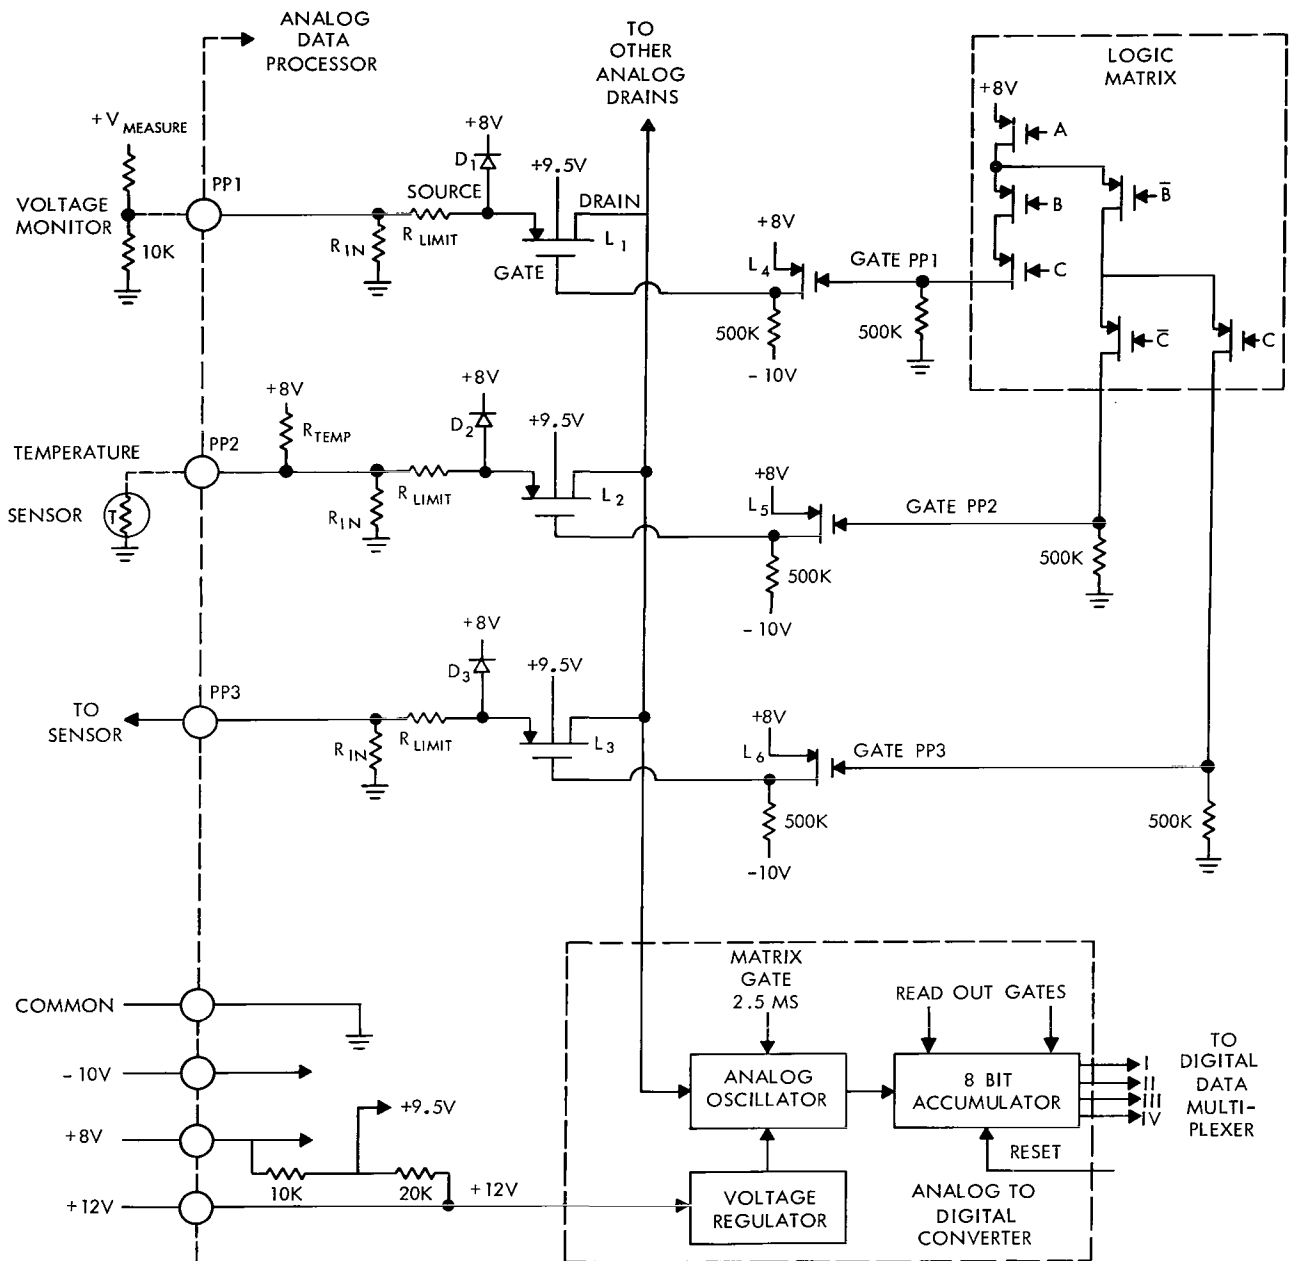 ANALOG
DATA
PROCESSOR
TO
OTHER
ANALOG
DRAINS
LOGIC
MATRIX
+8V
A
B
C
B̅
C̅
C
+V MEASURE
VOLTAGE
MONITOR
10K
PP1
R IN
R LIMIT
SOURCE
D1
+8V
+9.5V
DRAIN
L1
GATE
+8V
L4
GATE PP1
500K
-10V
500K
TEMPERATURE
SENSOR
T
PP2
+8V
R TEMP
R IN
R LIMIT
+8V
D2
+9.5V
L2
+8V
L5
GATE PP2
500K
-10V
500K
TO
SENSOR
PP3
R IN
R LIMIT
+8V
D3
+9.5V
L3
+8V
L6
GATE PP3
500K
-10V
500K
COMMON
-10V
+8V
+12V
+9.5V
10K
20K
+12V
MATRIX
GATE
2.5 MS
READ OUT GATES
ANALOG
OSCILLATOR
8 BIT
ACCUMULATOR
I
II
III
IV
TO
DIGITAL
DATA
MULTI-
PLEXER
RESET
VOLTAGE
REGULATOR
ANALOG TO
DIGITAL
CONVERTER